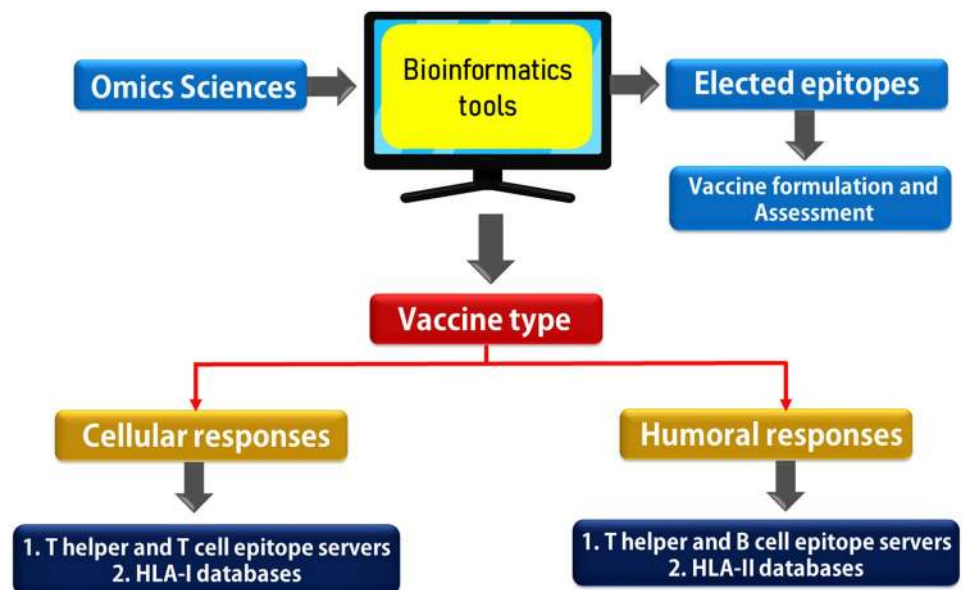 Omics Sciences
Bioinformatics
tools
Elected epitopes
Vaccine formulation and
Assessment
Vaccine type
Cellular responses
Humoral responses
1. T helper and T cell epitope servers
2. HLA-I databases
1. T helper and B cell epitope servers
2. HLA-II databases